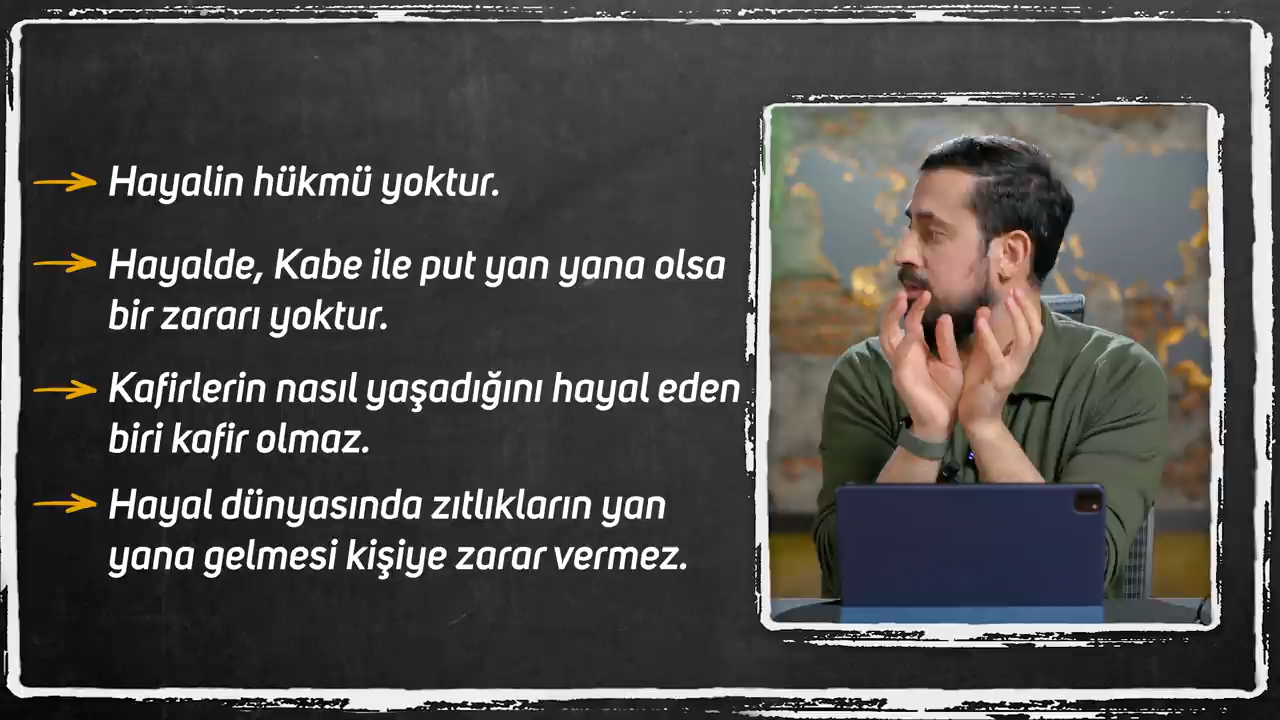 Hayalin hükmü yoktur.
Hayalde, Kabe ile put yan yana olsa
bir zararı yoktur.
Kafirlerin nasıl yaşadığını hayal eden
biri kafir olmaz.
Hayal dünyasında zıtlıkların yan
yana gelmesi kişiye zarar vermez.